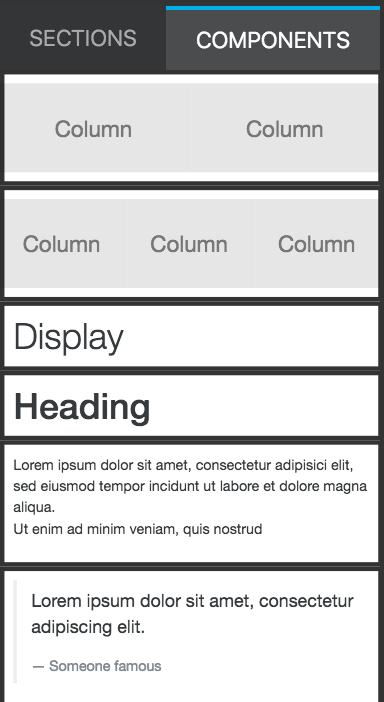 SECTIONS COMPONENTS
Column Column
Column Column Column
Display
Heading
Lorem ipsum dolor sit amet, consectetur adipisici elit,
sed eiusmod tempor incidunt ut labore et dolore magna
aliqua.
Ut enim ad minim veniam, quis nostrud
Lorem ipsum dolor sit amet, consectetur
adipiscing elit.
— Someone famous